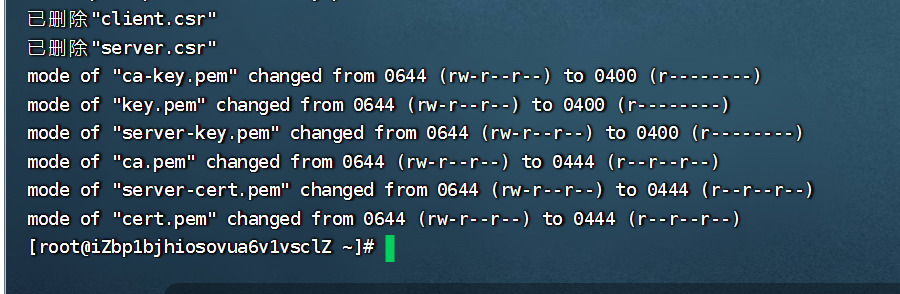 已删除"client.csr"
已删除"server.csr"
mode of "ca-key.pem" changed from 0644 (rw-r--r--) to 0400 (r--------)
mode of "key.pem" changed from 0644 (rw-r--r--) to 0400 (r--------)
mode of "server-key.pem" changed from 0644 (rw-r--r--) to 0400 (r--------)
mode of "ca.pem" changed from 0644 (rw-r--r--) to 0444 (r--r--r--)
mode of "server-cert.pem" changed from 0644 (rw-r--r--) to 0444 (r--r--r--)
mode of "cert.pem" changed from 0644 (rw-r--r--) to 0444 (r--r--r--)
[root@iZbp1bjhiosovua6v1vsclZ ~]#